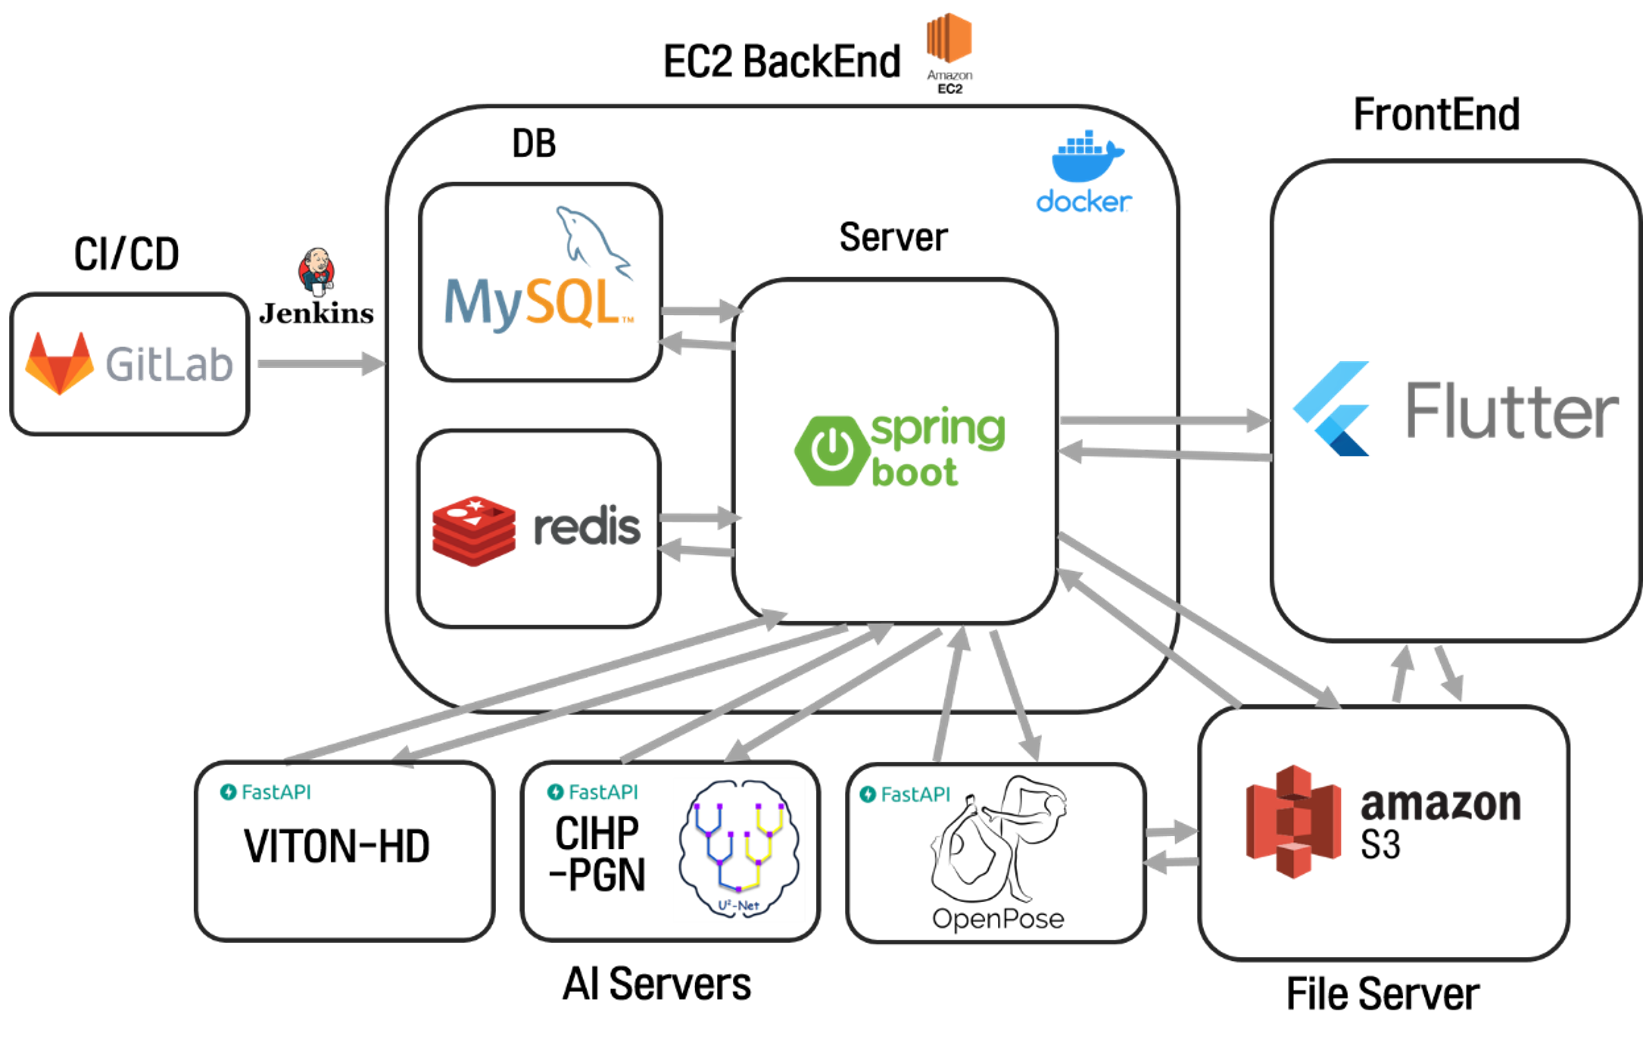 EC2 BackEnd
Amazon
EC2
FrontEnd
DB
docker
MySQL™
Server
CI/CD
Jenkins
GitLab
spring
boot
Flutter
redis
FastAPI
VITON-HD
FastAPI
CIHP
-PGN
U²-Net
FastAPI
OpenPose
amazon
S3
AI Servers
File Server